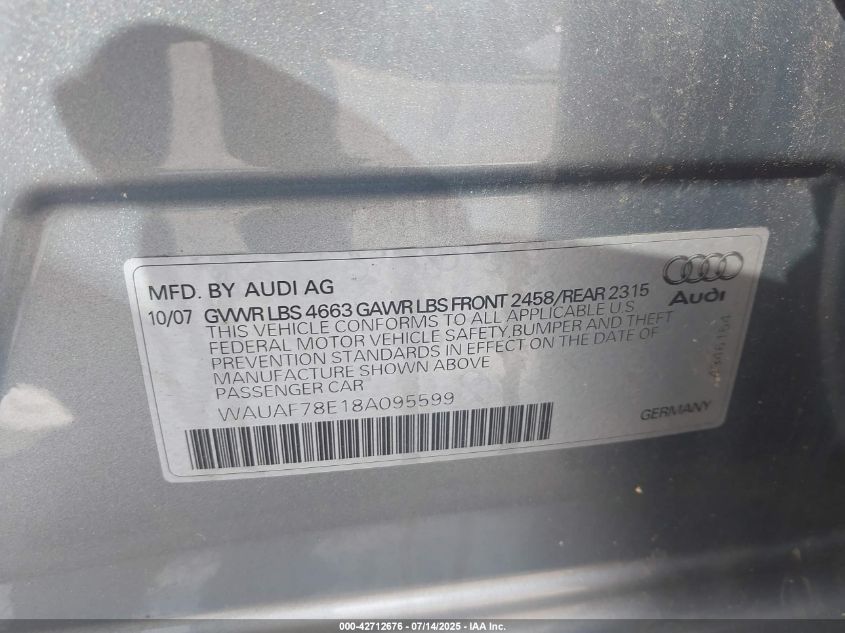 MFD. BY AUDI AG
10/07 GVWR LBS 4663 GAWR LBS FRONT 2458/REAR 2315
THIS VEHICLE CONFORMS TO ALL APPLICABLE U.S
FEDERAL MOTOR VEHICLE SAFETY,BUMPER AND THEFT
PREVENTION STANDARDS IN EFFECT ON THE DATE OF
MANUFACTURE SHOWN ABOVE
PASSENGER CAR
WAUAF78E18A095599
Audi
GERMANY
000-42712676 - 07/14/2025 - IAA Inc.